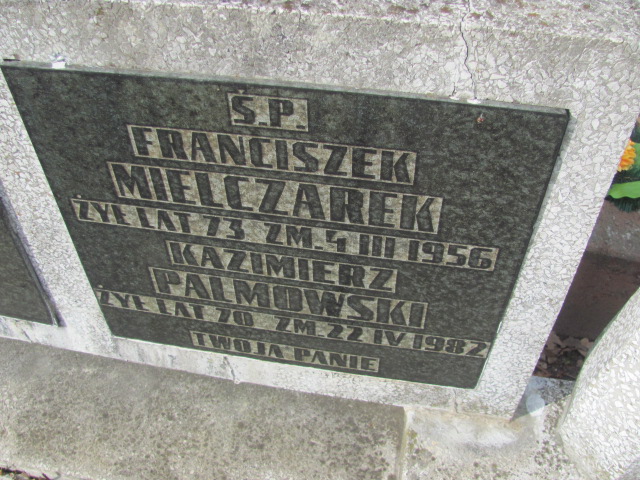 Ś.P.
FRANCISZEK
MIELCZAREK
ŻYŁ LAT 73 ZM. 4 III 1956
KAZIMIERZ
PALMOWSKI
ŻYŁ LAT 70 ZM. 22 IV 1982
TWOJA PANIE